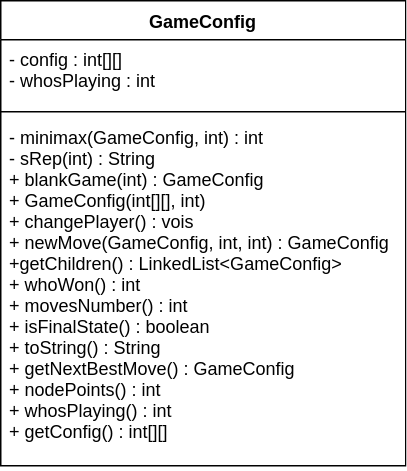 GameConfig
- config : int[][]
- whosPlaying : int
- minimax(GameConfig, int) : int
- sRep(int) : String
+ blankGame(int) : GameConfig
+ GameConfig(int[][], int)
+ changePlayer() : vois
+ newMove(GameConfig, int, int) : GameConfig
+getChildren() : LinkedList<GameConfig>
+ whoWon() : int
+ movesNumber() : int
+ isFinalState() : boolean
+ toString() : String
+ getNextBestMove() : GameConfig
+ nodePoints() : int
+ whosPlaying() : int
+ getConfig() : int[][]